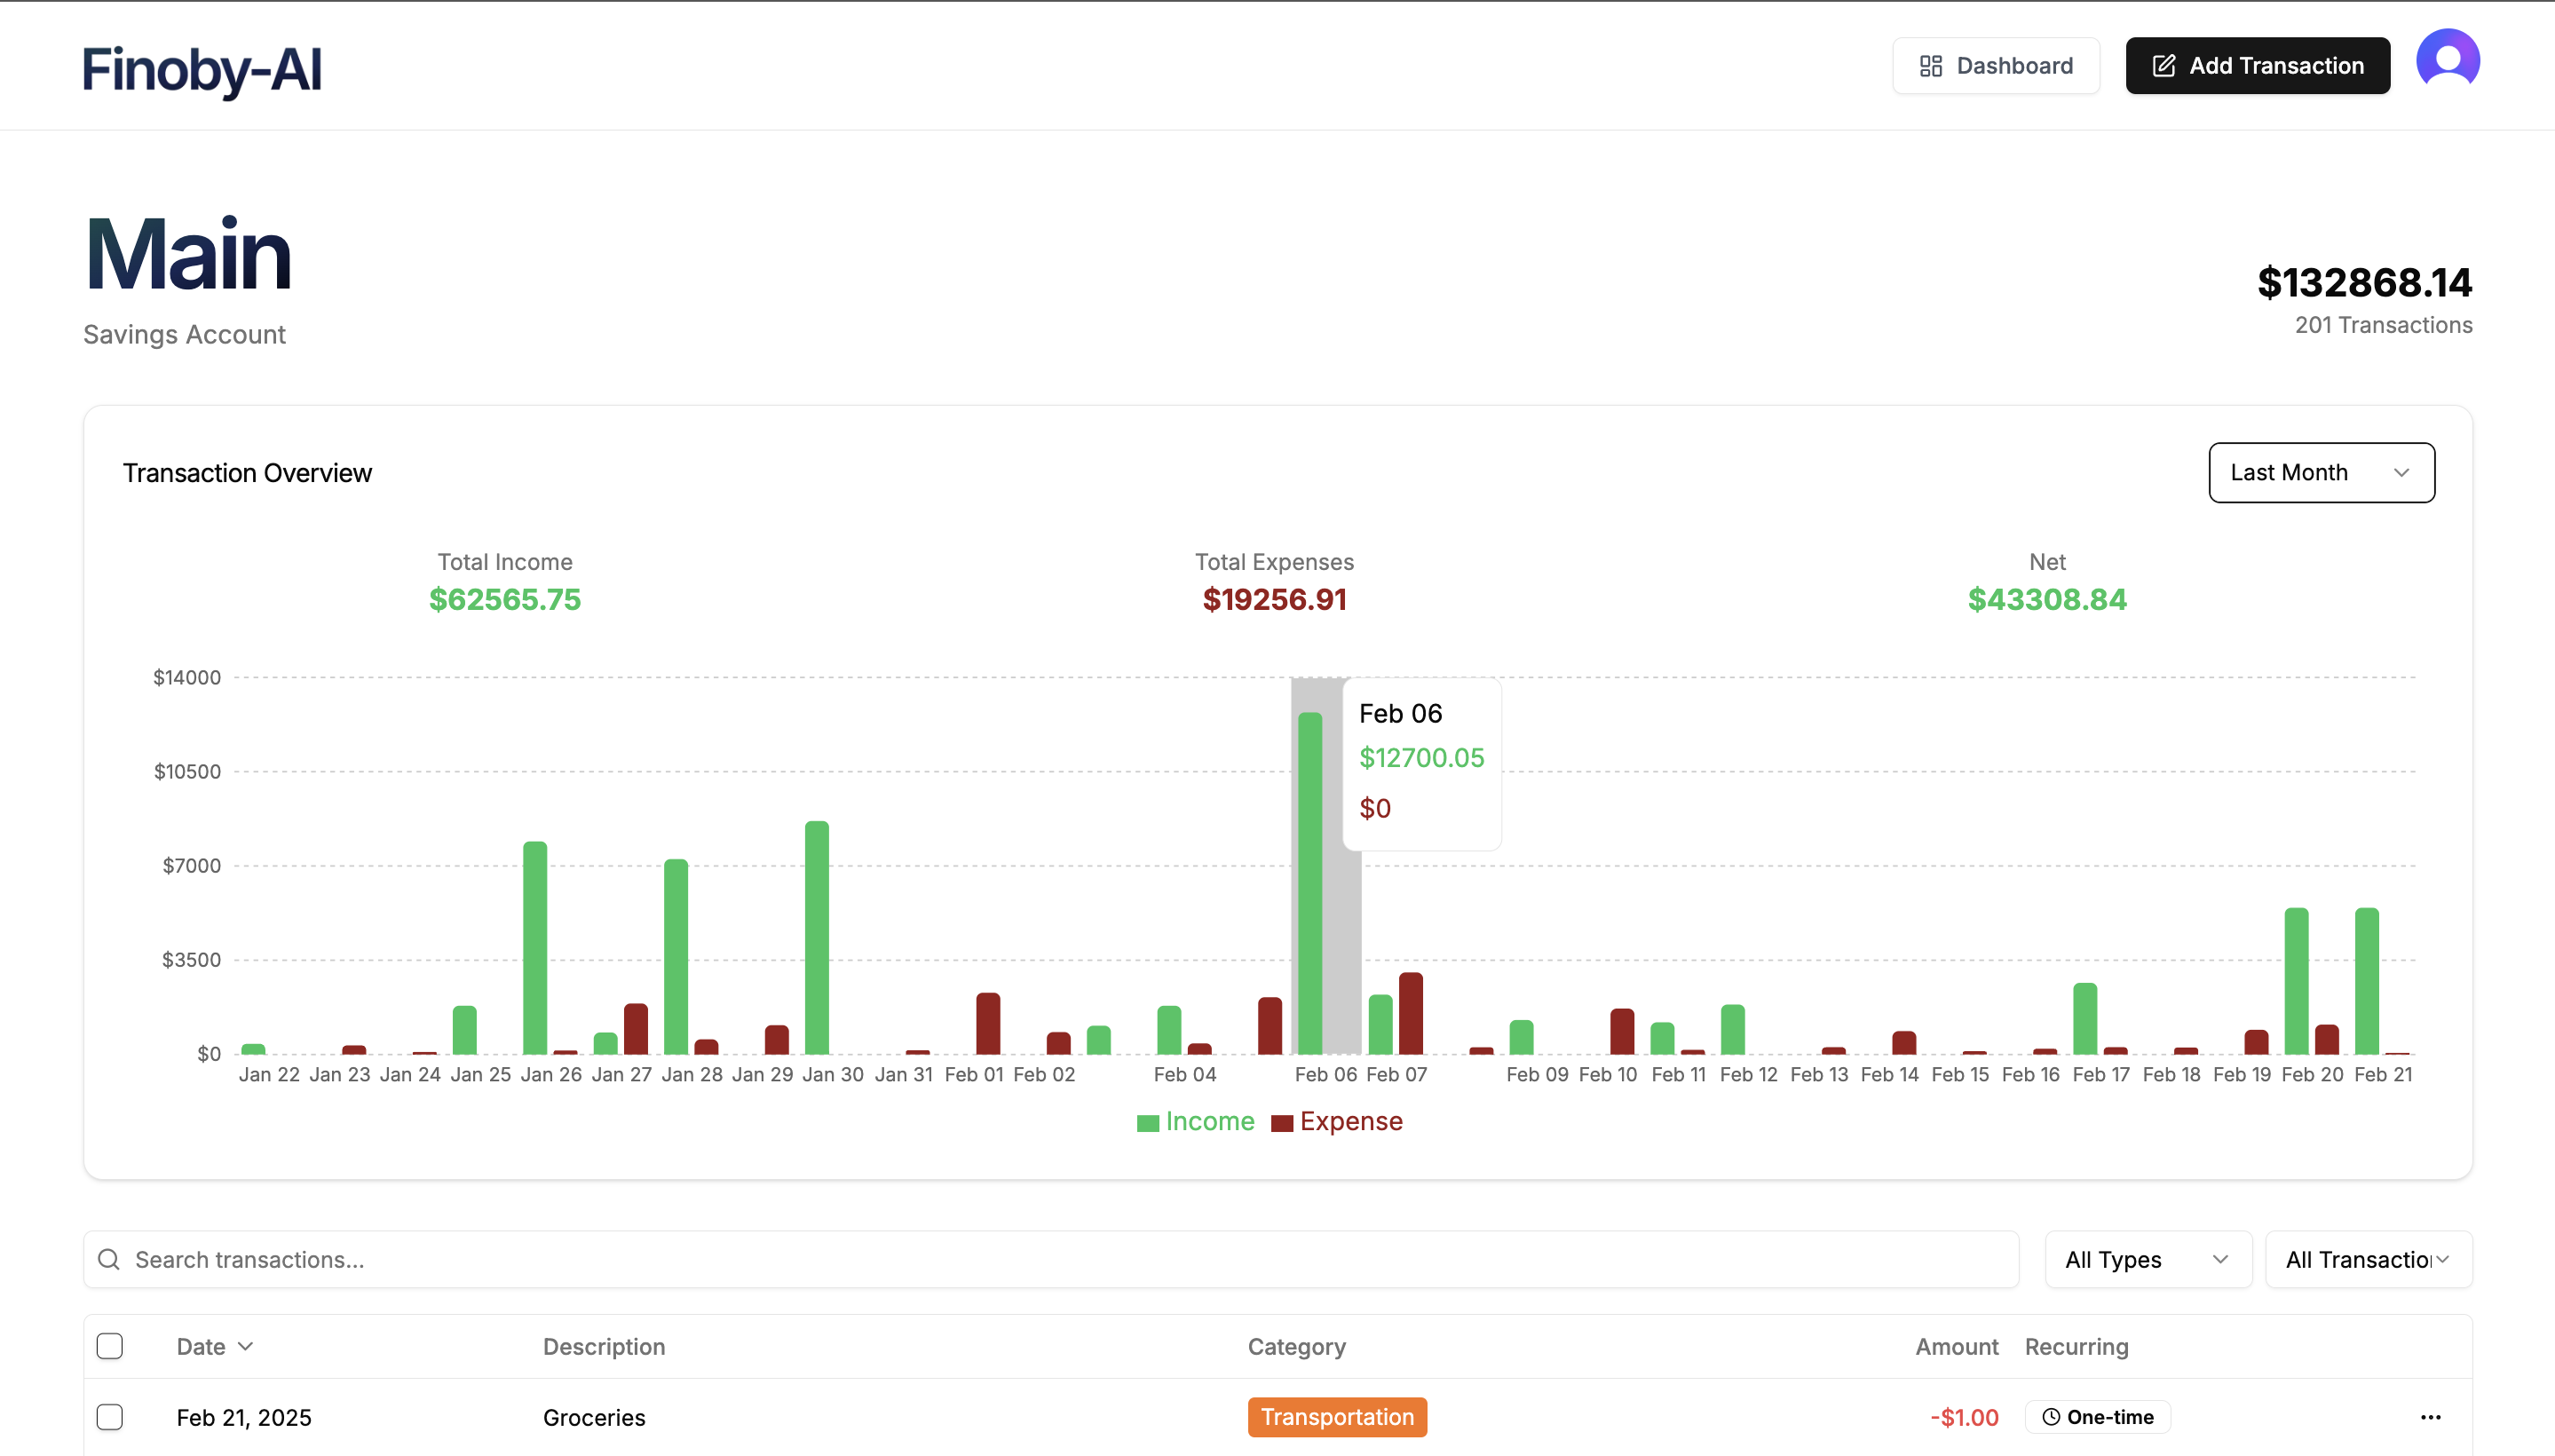 Finoby-AI
Dashboard
Add Transaction
Main
Savings Account
$132868.14
201 Transactions
Transaction Overview
Last Month
Total Income
$62565.75
Total Expenses
$19256.91
Net
$43308.84
$14000
$10500
$7000
$3500
$0
Feb 06
$12700.05
$0
Jan 22 Jan 23 Jan 24 Jan 25 Jan 26 Jan 27 Jan 28 Jan 29 Jan 30 Jan 31 Feb 01 Feb 02 Feb 04 Feb 06 Feb 07 Feb 09 Feb 10 Feb 11 Feb 12 Feb 13 Feb 14 Feb 15 Feb 16 Feb 17 Feb 18 Feb 19 Feb 20 Feb 21
Income Expense
Search transactions...
All Types
All Transactio
Date Description Category Amount Recurring
Feb 21, 2025 Groceries Transportation -$1.00 One-time